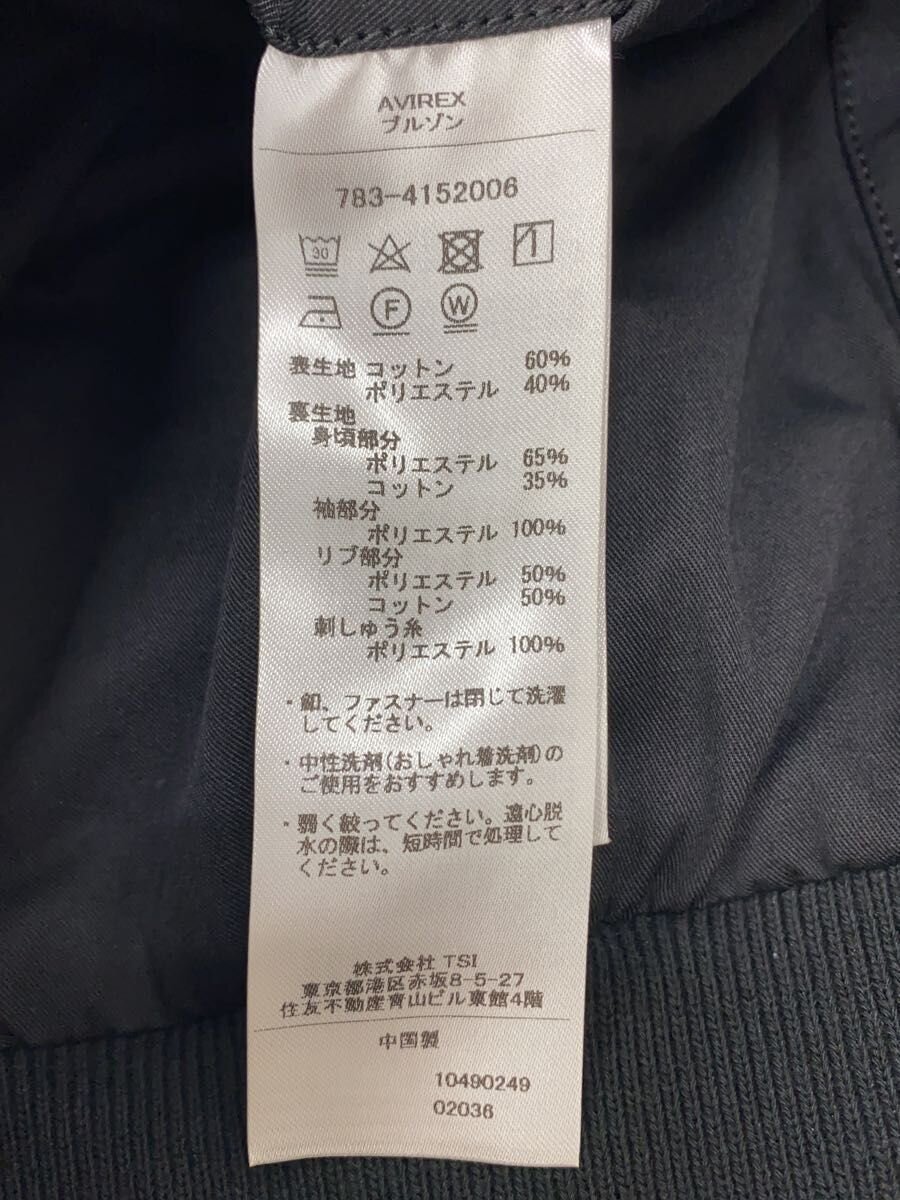 AVIREX
ブルゾン
783-4152006
30
F
W
表生地 コットン 60%
ポリエステル 40%
裏生地
身頃部分
ポリエステル 65%
コットン 35%
袖部分
ポリエステル 100%
リブ部分
ポリエステル 50%
コットン 50%
刺しゅう糸
ポリエステル 100%
・釦、ファスナーは閉じて洗濯
してください。
・中性洗剤(おしゃれ着洗剤)の
ご使用をおすすめします。
・弱く絞ってください。遠心脱
水の際は、短時間で処理して
ください。
株式会社 TSI
東京都港区赤坂8-5-27
住友不動産青山ビル東館4階
中国製
10490249
02036